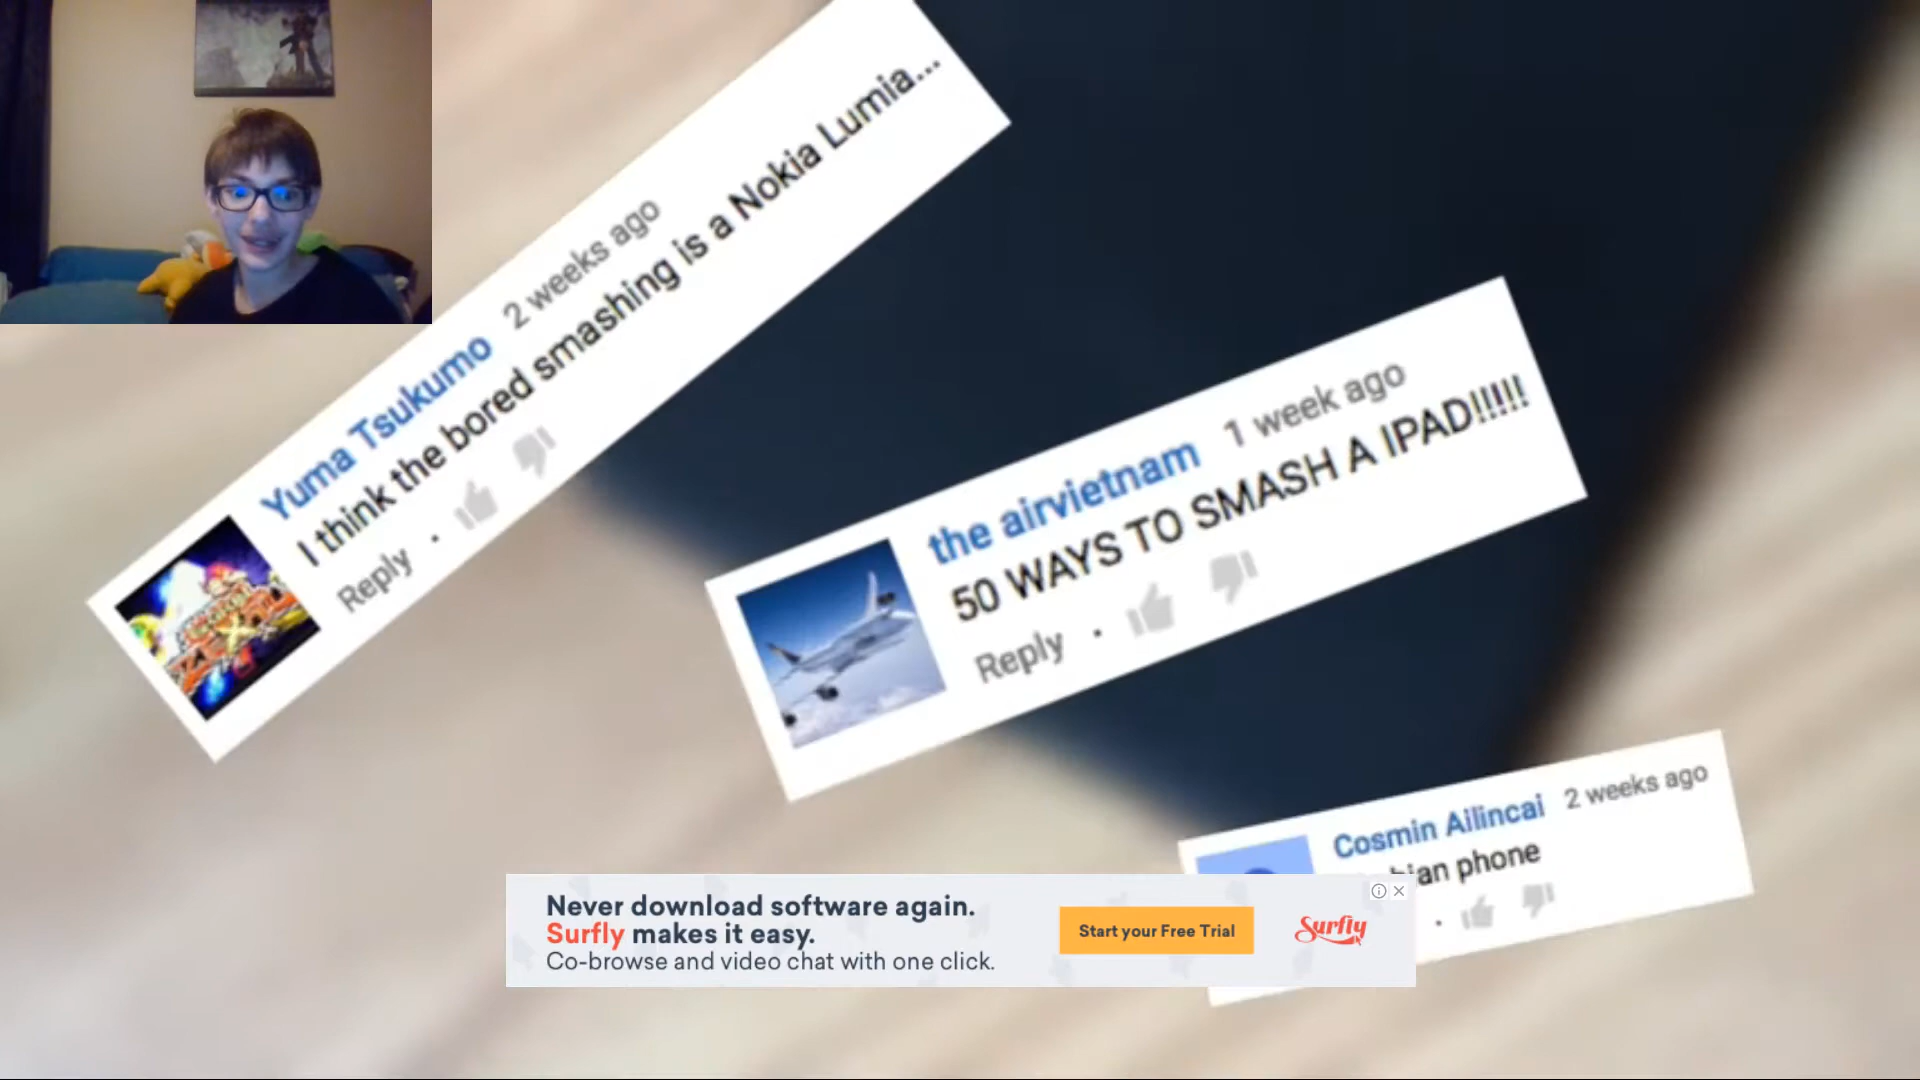 Yuma Tsukumo 2 weeks ago
I think the bored smashing is a Nokia Lumia...
Reply
the airvietnam 1 week ago
50 WAYS TO SMASH A IPAD!!!!!
Reply
Cosmin Ailincai 2 weeks ago
phone
Never download software again.
Surfly makes it easy.
Co-browse and video chat with one click.
Start your Free Trial
Surfly